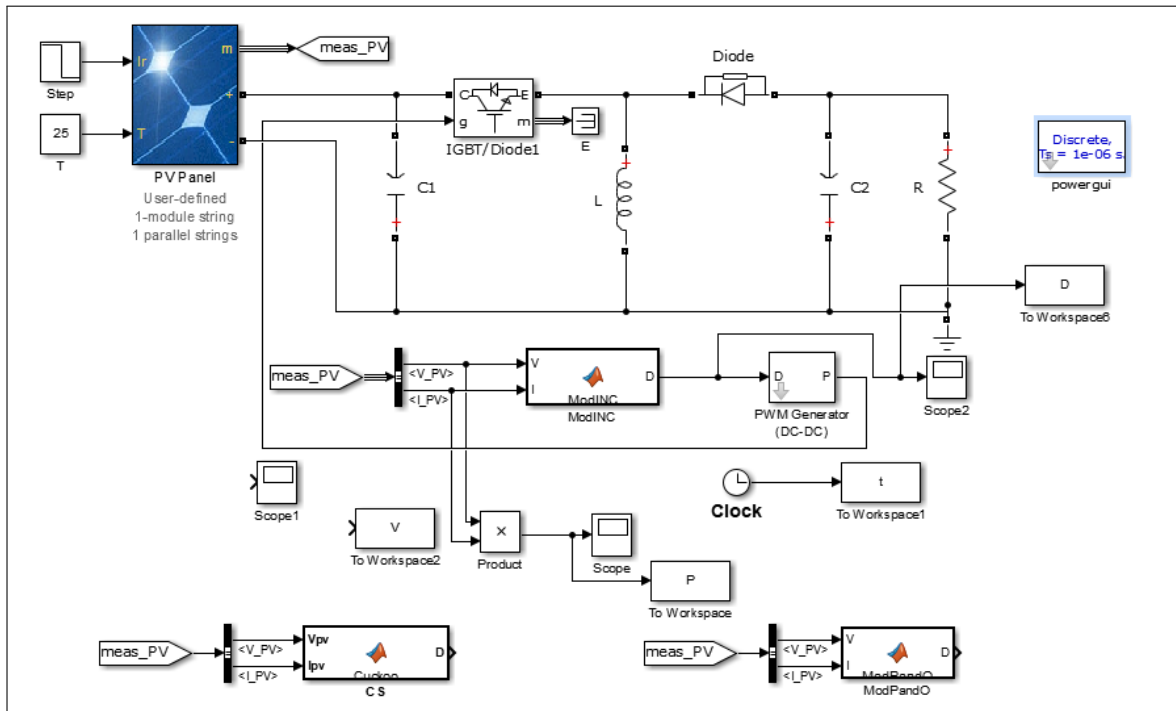 Step
25
T
Ir
T
m
+
-
PV Panel
User-defined
1-module string
1 parallel strings
meas_PV
C
E
g
m
IGBT/Diode1
E
Diode
C1
+
L
+
C2
+
R
+
Discrete,
Ts = 1e-06 s.
powergui
D
To Workspace6
meas_PV
<V_PV>
<I_PV>
V
I
D
ModINC
ModINC
D
P
PWM Generator
(DC-DC)
Scope2
Scope1
V
To Workspace2
×
Product
Scope
P
To Workspace
Clock
t
To Workspace1
meas_PV
<V_PV>
<I_PV>
Vpv
Ipv
D
Cuckoo
CS
meas_PV
<V_PV>
<I_PV>
V
I
D
ModPandO
ModPandO